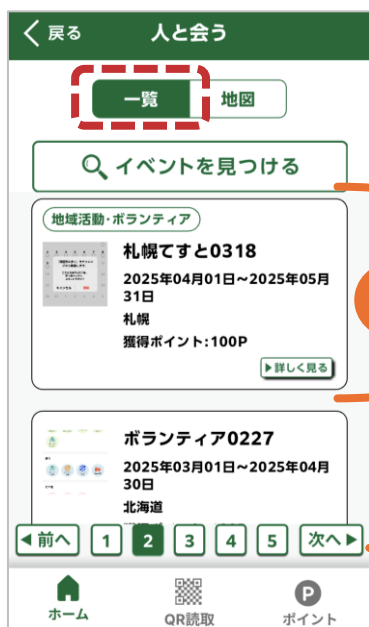 戻る
人と会う
一覧
地図
イベントを見つける
地域活動・ボランティア
札幌てすと0318
2025年04月01日~2025年05月
31日
札幌
獲得ポイント:100P
▶詳しく見る
ボランティア0227
2025年03月01日~2025年04月
30日
北海道
◀前へ 1 2 3 4 5 次へ▶
ホーム
QR読取
P
ポイント